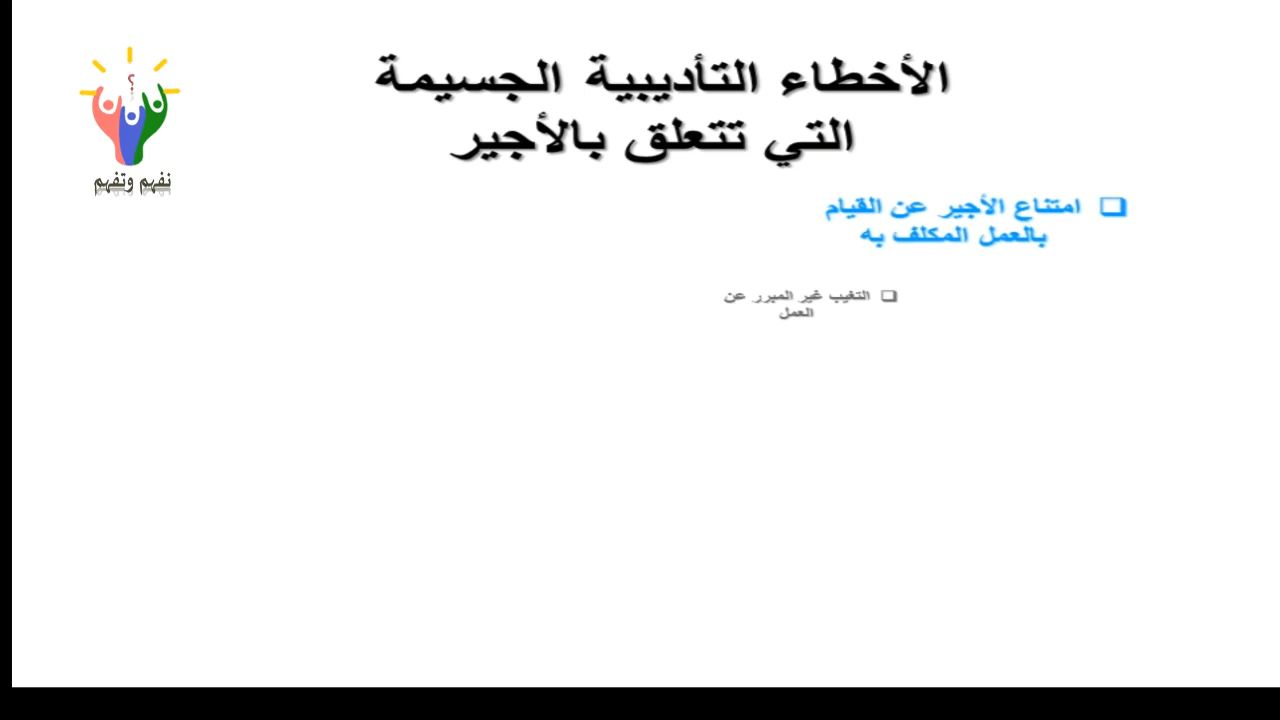 الأخطاء التأديبية الجسيمة
التي تتعلق بالأجير
؟
نفهم وتفهم
❑ امتناع الأجير عن القيام
بالعمل المكلف به
❑ التغيب غير المبرر عن
العمل